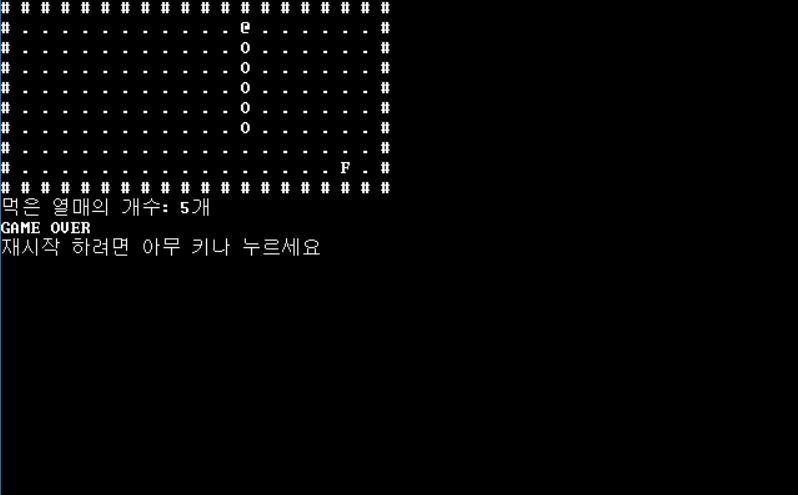 # # # # # # # # # # # # # # # # # # # #
# . . . . . . . . . . . @ . . . . . . #
# . . . . . . . . . . . O . . . . . . #
# . . . . . . . . . . . O . . . . . . #
# . . . . . . . . . . . O . . . . . . #
# . . . . . . . . . . . O . . . . . . #
# . . . . . . . . . . . O . . . . . . #
# . . . . . . . . . . . . . . . . . . #
# . . . . . . . . . . . . . . . . F . #
# # # # # # # # # # # # # # # # # # # #
먹은 열매의 개수: 5개
GAME OVER
재시작 하려면 아무 키나 누르세요